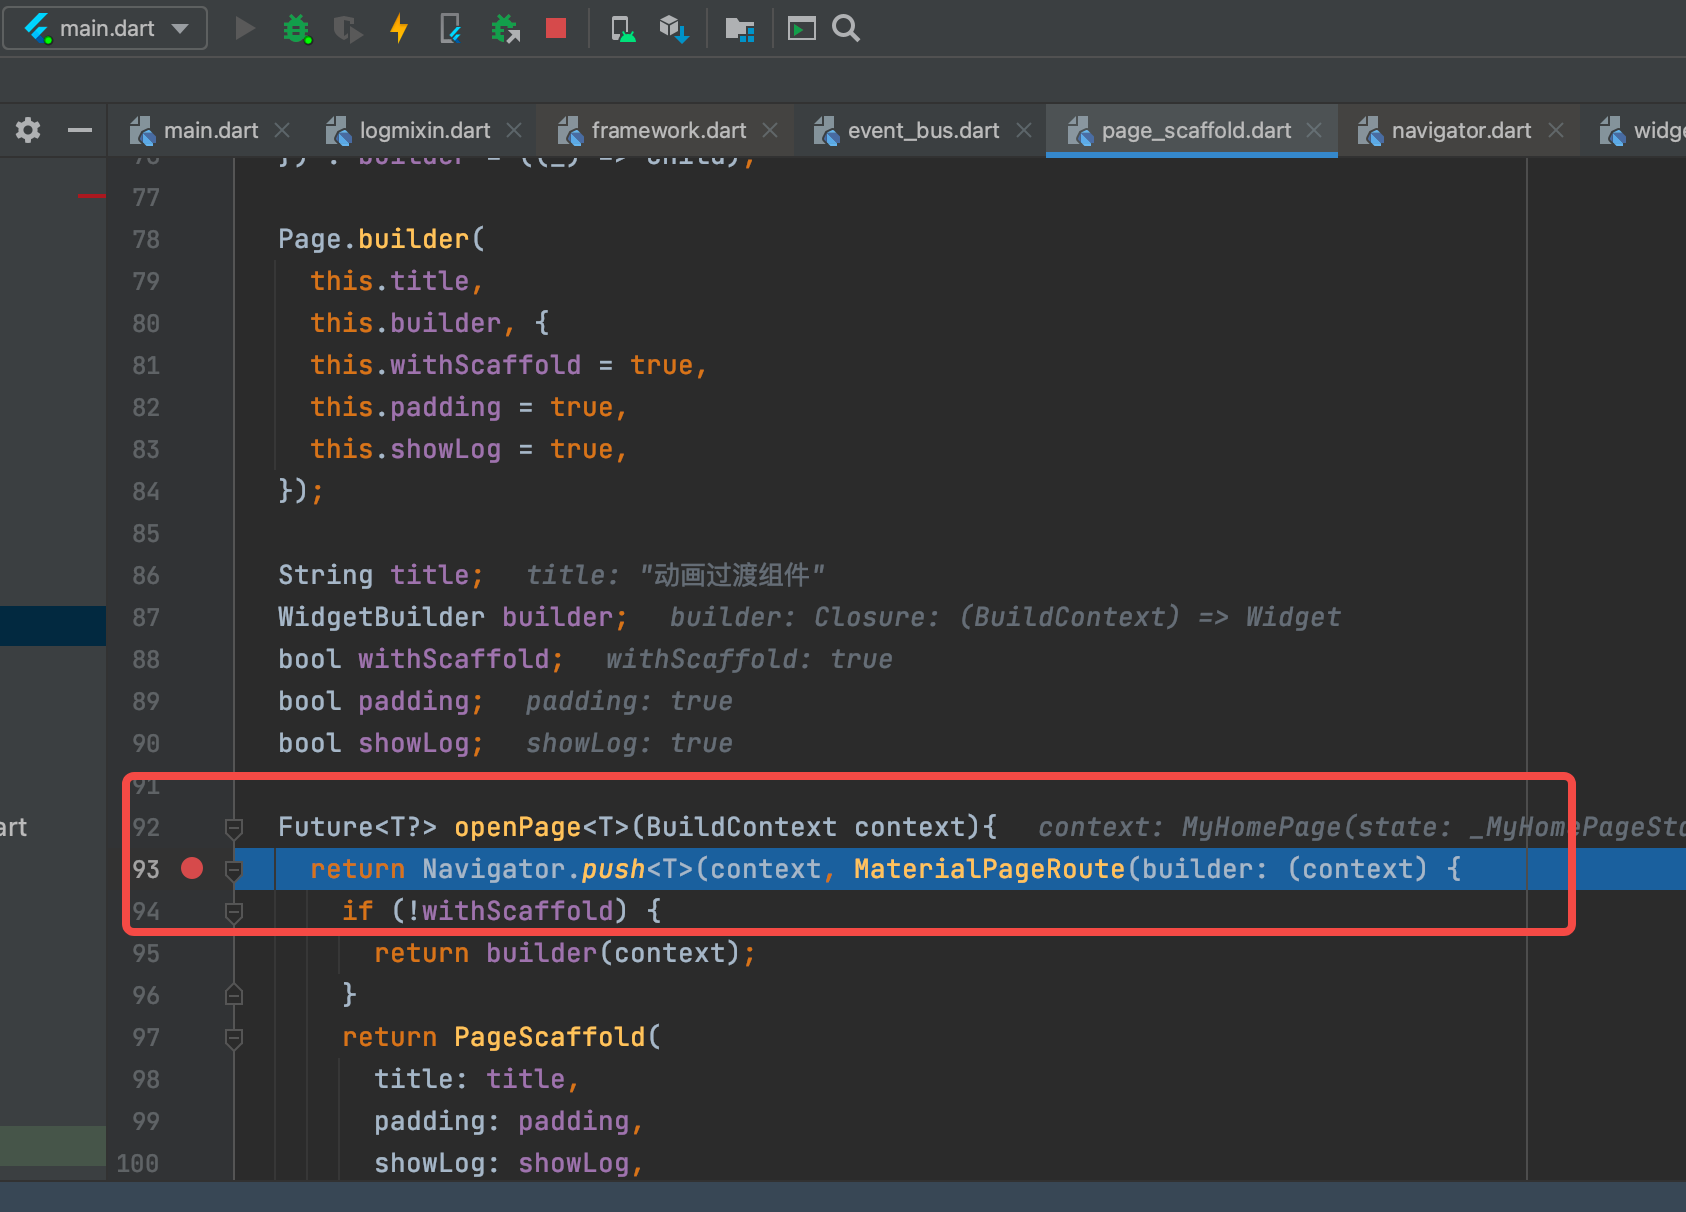 main.dart
main.dart logmixin.dart framework.dart event_bus.dart page_scaffold.dart navigator.dart widge
76 }) : builder = ((_) => child);
77
78 Page.builder(
79 this.title,
80 this.builder, {
81 this.withScaffold = true,
82 this.padding = true,
83 this.showLog = true,
84 });
85
86 String title; title: "动画过渡组件"
87 WidgetBuilder builder; builder: Closure: (BuildContext) => Widget
88 bool withScaffold; withScaffold: true
89 bool padding; padding: true
90 bool showLog; showLog: true
91
art
92 Future<T?> openPage<T>(BuildContext context){ context: MyHomePage(state: _MyHomePageSta
93 return Navigator.push<T>(context, MaterialPageRoute(builder: (context) {
94 if (!withScaffold) {
95 return builder(context);
96 }
97 return PageScaffold(
98 title: title,
99 padding: padding,
100 showLog: showLog,